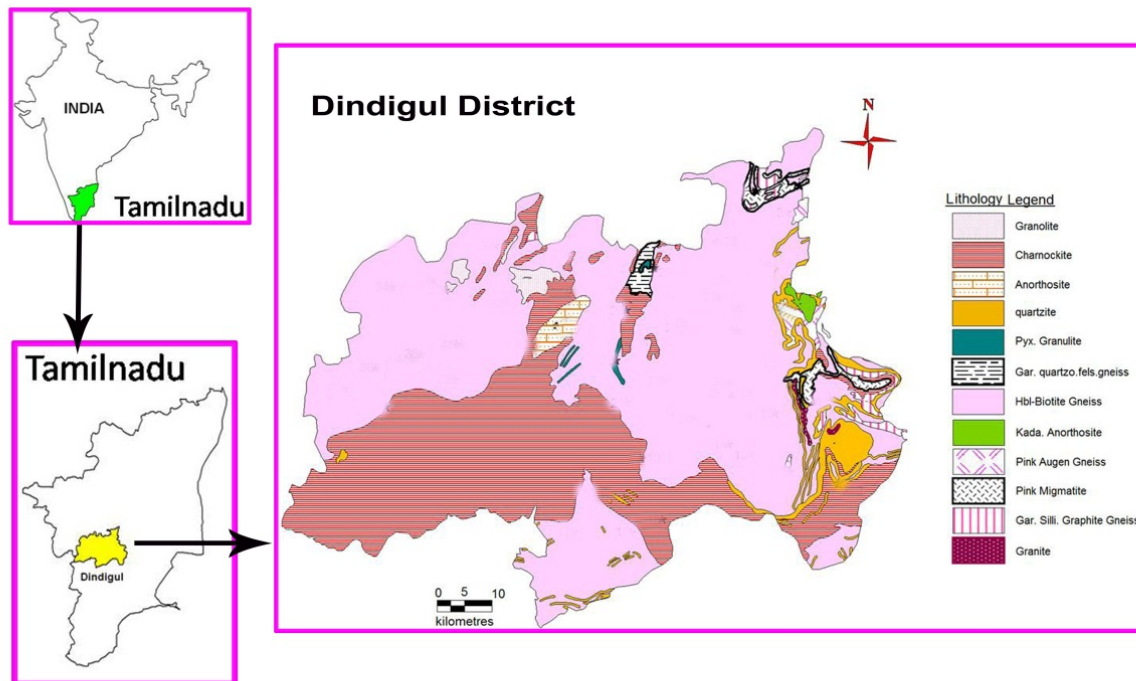 INDIA
Tamilnadu
Tamilnadu
Dindigul
Dindigul District
N
Lithology Legend
Granolite
Charnockite
Anorthosite
quartzite
Pyx. Granulite
Gar. quartzo.fels.gneiss
Hbl-Biotite Gneiss
Kada. Anorthosite
Pink Augen Gneiss
Pink Migmatite
Gar. Silli. Graphite Gneiss
Granite
0 5 10
kilometres